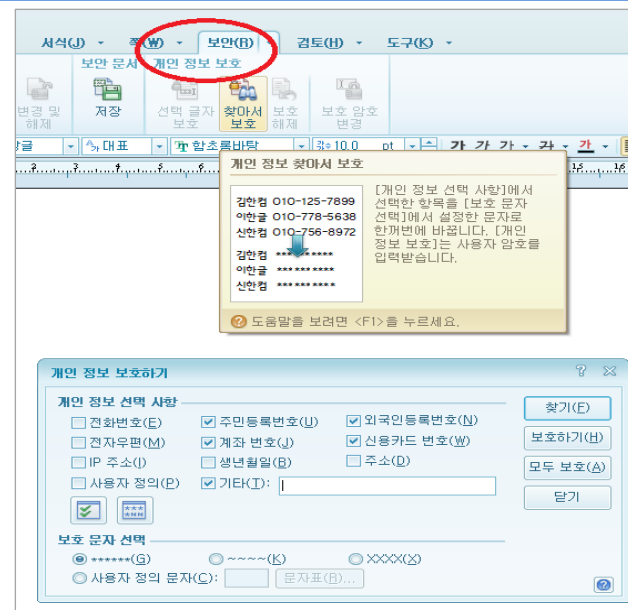 서식(J) 쪽(W) 보안(R) 검토(H) 도구(K)
보안 문서 개인 정보 보호
변경 및 해제 저장 선택 글자 보호 찾아서 보호 보호 해제 보호 암호 변경
대표 함초롬바탕 10.0 pt 가 가 가 가 가
개인 정보 찾아서 보호
김한컴 010-125-7899
이한글 010-778-5638
신한컴 010-756-8972
김한컴 **********
이한글 **********
신한컴 **********
[개인 정보 선택 사항]에서
선택한 항목을 [보호 문자
선택]에서 설정한 문자로
한꺼번에 바꿉니다. [개인
정보 보호]는 사용자 암호를
입력받습니다.
도움말을 보려면 <F1>을 누르세요.
개인 정보 보호하기
개인 정보 선택 사항
전화번호(E) 주민등록번호(U) 외국인등록번호(N)
전자우편(M) 계좌 번호(J) 신용카드 번호(W)
IP 주소(I) 생년월일(B) 주소(D)
사용자 정의(P) 기타(T):
찾기(F)
보호하기(H)
모두 보호(A)
닫기
보호 문자 선택
******(G) ~~~~(K) XXXX(X)
사용자 정의 문자(C): 문자표(B)...